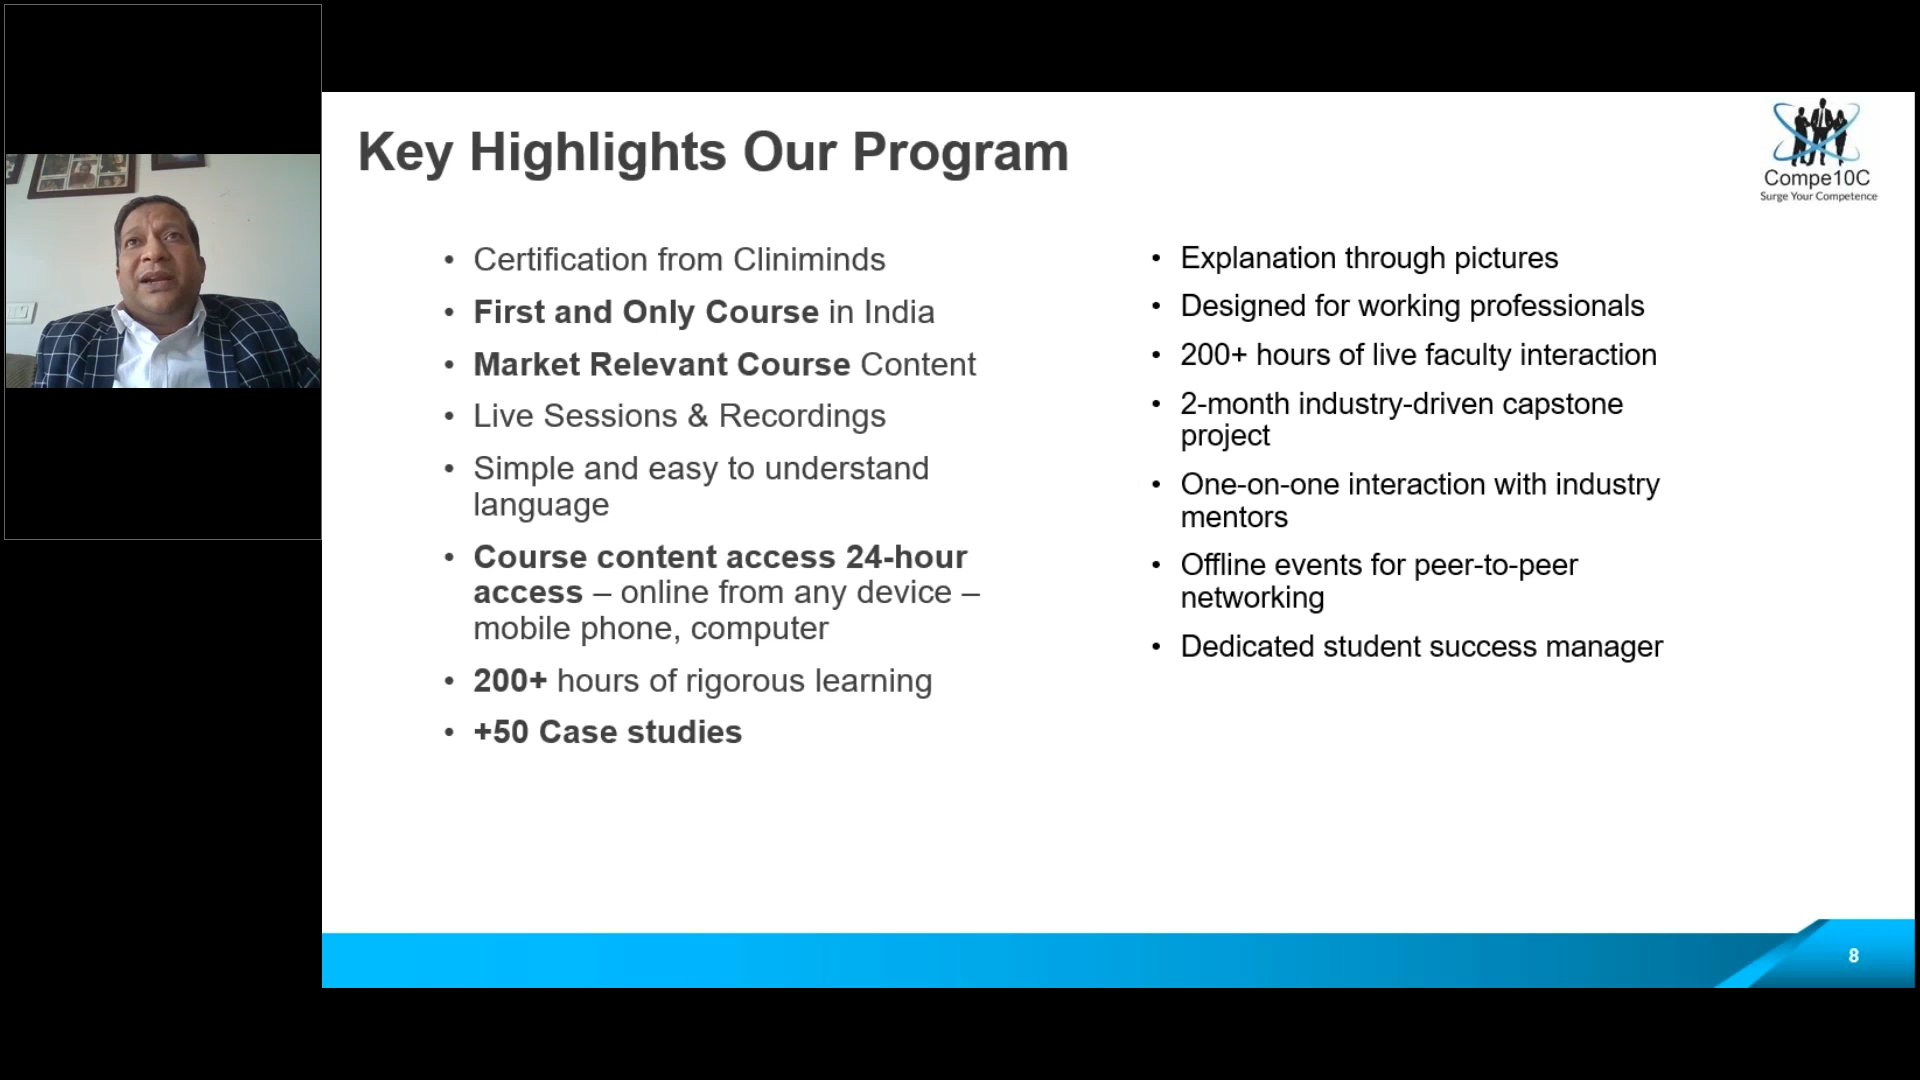 Key Highlights Our Program
Compe10C
Surge Your Competence
• Certification from Cliniminds
• First and Only Course in India
• Market Relevant Course Content
• Live Sessions & Recordings
• Simple and easy to understand
language
• Course content access 24-hour
access – online from any device –
mobile phone, computer
• 200+ hours of rigorous learning
• +50 Case studies
• Explanation through pictures
• Designed for working professionals
• 200+ hours of live faculty interaction
• 2-month industry-driven capstone
project
• One-on-one interaction with industry
mentors
• Offline events for peer-to-peer
networking
• Dedicated student success manager
8